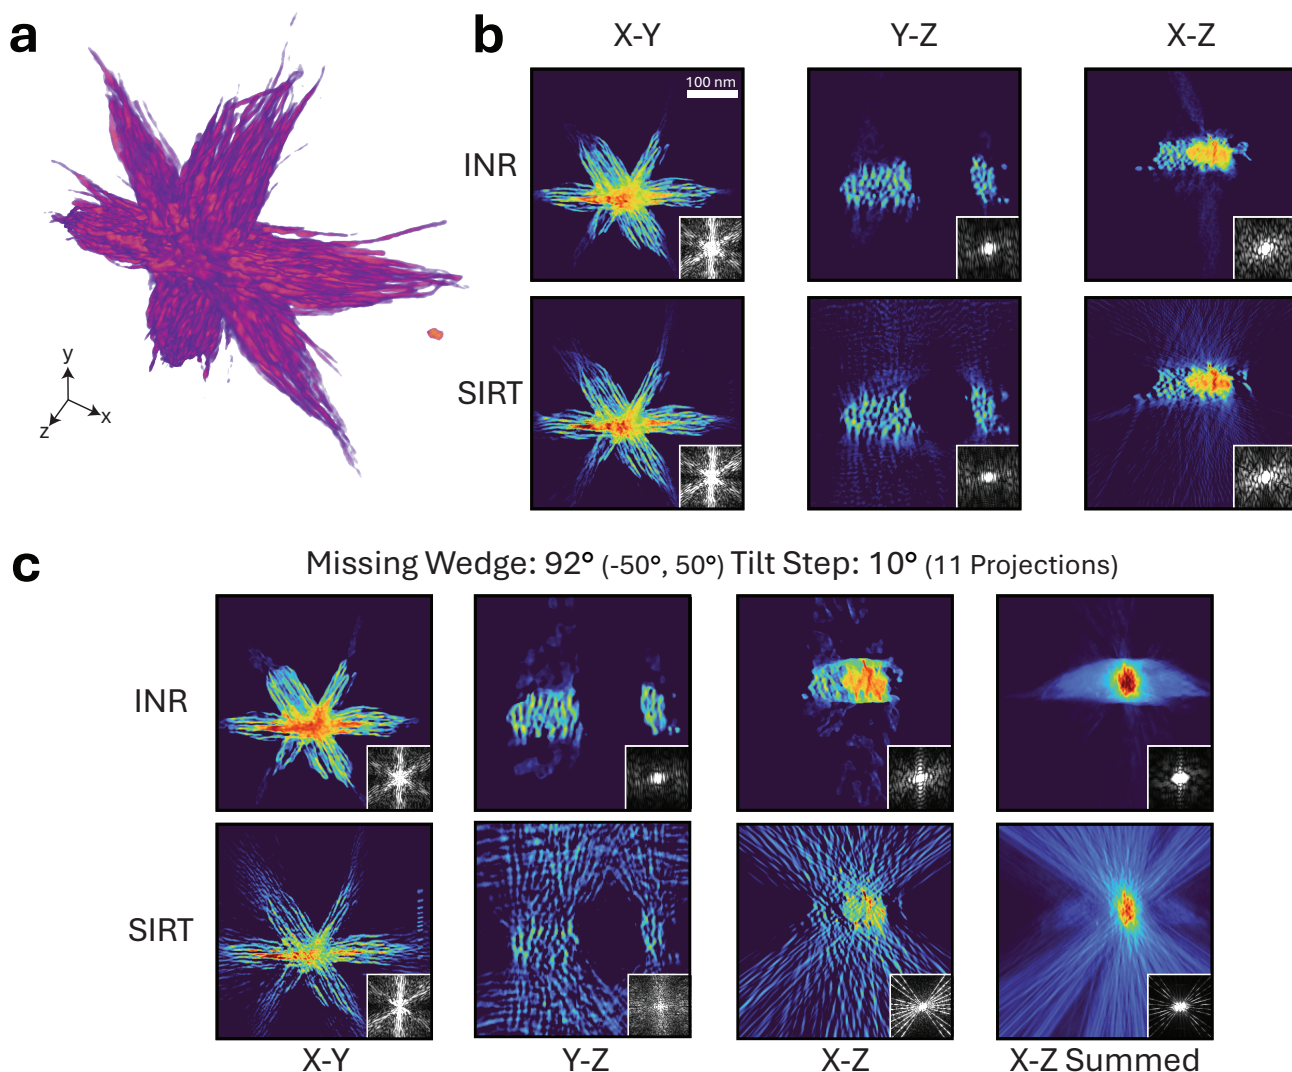 a
y
x
z
b
X-Y
Y-Z
X-Z
100 nm
INR
SIRT
c
Missing Wedge: 92° (-50°, 50°) Tilt Step: 10° (11 Projections)
INR
SIRT
X-Y
Y-Z
X-Z
X-Z Summed